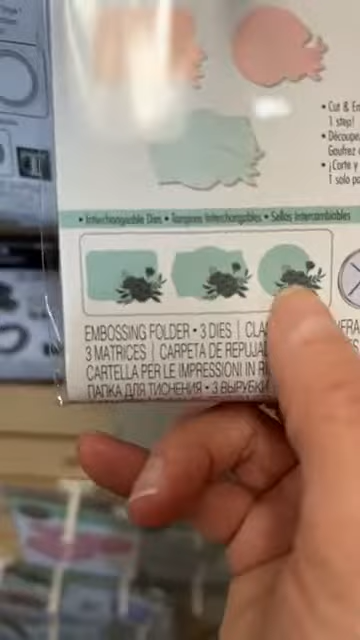 • Cut & Em
1 step!
• Découpe
Gaufrez
• ¡Corte y
1 solo pa
• Interchangeable Dies • Tampons Interchangeables • Sellos Intercambiables
EMBOSSING FOLDER • 3 DIES | CLA
3 MATRICES | CARPETA DE REPUJA
CARTELLA PER LE IMPRESSIONI IN RI
ПАПКА ДЛЯ ТИСНЕНИЯ • 3 ВЫРУБКИ